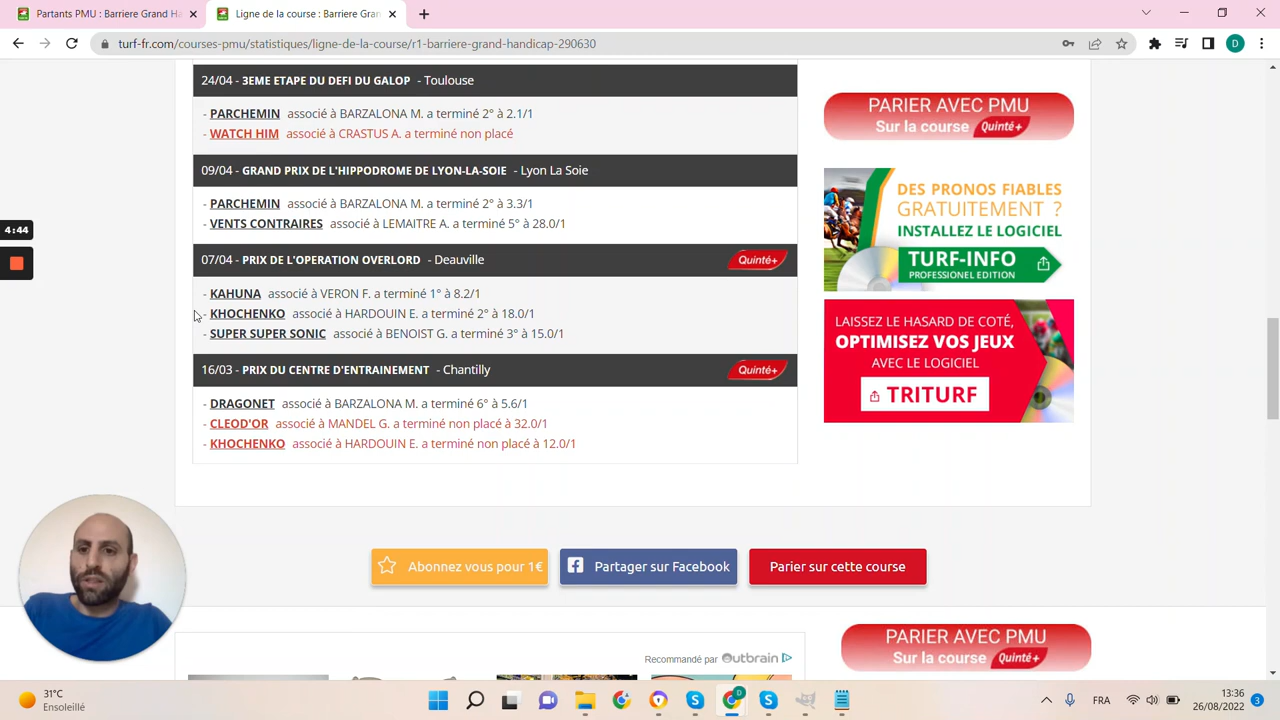 Partants PMU : Barriere Grand Ha
Ligne de la course : Barriere Gran
turf-fr.com/courses-pmu/statistiques/ligne-de-la-course/r1-barriere-grand-handicap-290630
D
24/04 - 3EME ETAPE DU DEFI DU GALOP - Toulouse
- PARCHEMIN associé à BARZALONA M. a terminé 2° à 2.1/1
- WATCH HIM associé à CRASTUS A. a terminé non placé
09/04 - GRAND PRIX DE L'HIPPODROME DE LYON-LA-SOIE - Lyon La Soie
- PARCHEMIN associé à BARZALONA M. a terminé 2° à 3.3/1
- VENTS CONTRAIRES associé à LEMAITRE A. a terminé 5° à 28.0/1
07/04 - PRIX DE L'OPERATION OVERLORD - Deauville
Quinté+
- KAHUNA associé à VERON F. a terminé 1° à 8.2/1
- KHOCHENKO associé à HARDOUIN E. a terminé 2° à 18.0/1
- SUPER SUPER SONIC associé à BENOIST G. a terminé 3° à 15.0/1
16/03 - PRIX DU CENTRE D'ENTRAINEMENT - Chantilly
Quinté+
- DRAGONET associé à BARZALONA M. a terminé 6° à 5.6/1
- CLEOD'OR associé à MANDEL G. a terminé non placé à 32.0/1
- KHOCHENKO associé à HARDOUIN E. a terminé non placé à 12.0/1
4:44
PARIER AVEC PMU
Sur la course Quinté+
DES PRONOS FIABLES
GRATUITEMENT ?
INSTALLEZ LE LOGICIEL
TURF-INFO
PROFESSIONEL EDITION
LAISSEZ LE HASARD DE COTÉ,
OPTIMISEZ VOS JEUX
AVEC LE LOGICIEL
TRITURF
Abonnez vous pour 1€
Partager sur Facebook
Parier sur cette course
Recommandé par Outbrain
PARIER AVEC PMU
Sur la course Quinté+
31°C
Ensoleillé
D
FRA
13:36
26/08/2022
3